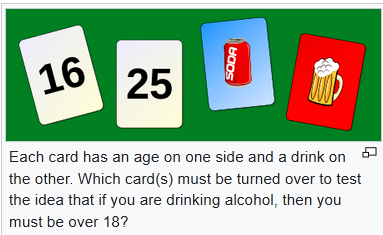 16
25
SODA
Each card has an age on one side and a drink on
the other. Which card(s) must be turned over to test
the idea that if you are drinking alcohol, then you
must be over 18?